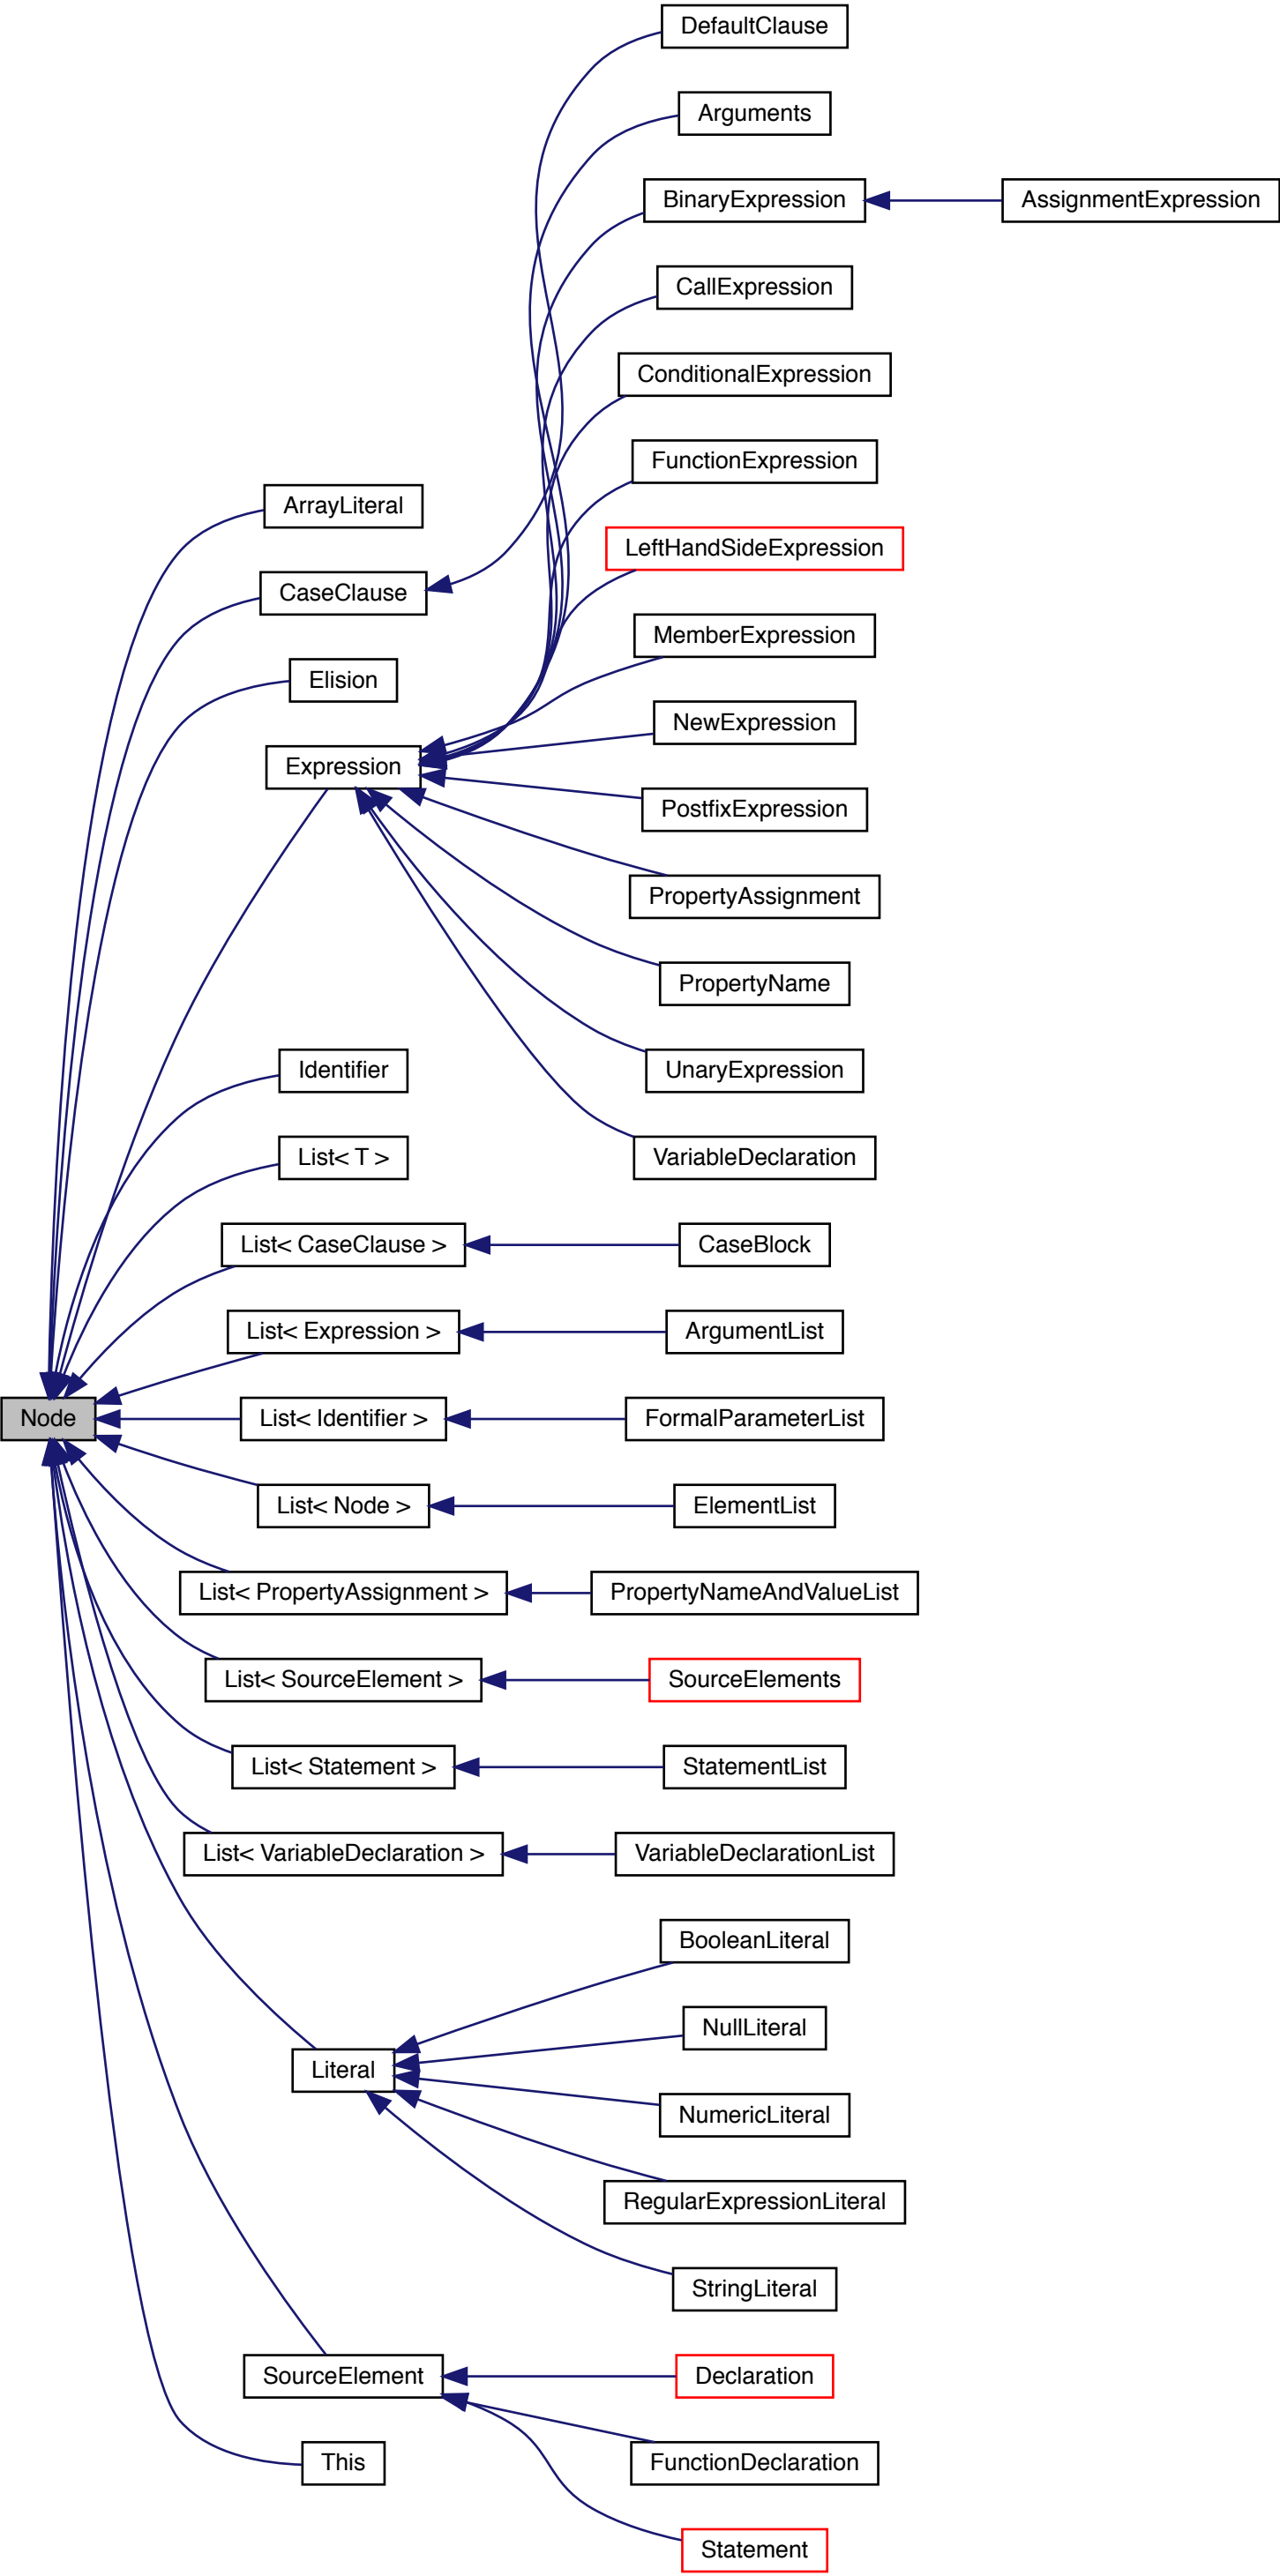 DefaultClause
Arguments
BinaryExpression
AssignmentExpression
CallExpression
ConditionalExpression
FunctionExpression
ArrayLiteral
LeftHandSideExpression
CaseClause
MemberExpression
Elision
NewExpression
Expression
PostfixExpression
PropertyAssignment
PropertyName
Identifier
UnaryExpression
List< T >
VariableDeclaration
List< CaseClause >
CaseBlock
List< Expression >
ArgumentList
Node
List< Identifier >
FormalParameterList
List< Node >
ElementList
List< PropertyAssignment >
PropertyNameAndValueList
List< SourceElement >
SourceElements
List< Statement >
StatementList
List< VariableDeclaration >
VariableDeclarationList
BooleanLiteral
NullLiteral
Literal
NumericLiteral
RegularExpressionLiteral
StringLiteral
SourceElement
Declaration
This
FunctionDeclaration
Statement